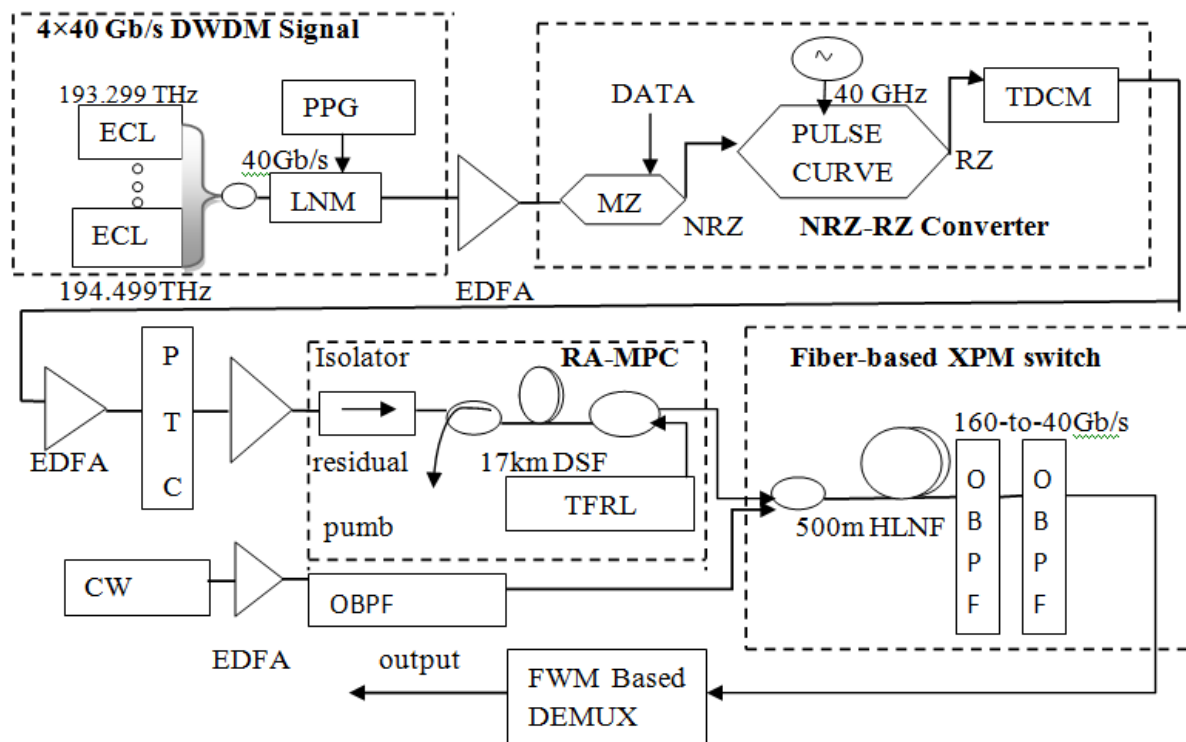 4×40 Gb/s DWDM Signal
193.299 THz
ECL
PPG
40Gb/s
LNM
ECL
194.499THz
EDFA
DATA
MZ
NRZ
~
40 GHz
PULSE
CURVE
RZ
TDCM
NRZ-RZ Converter
EDFA
P
T
C
Isolator
RA-MPC
residual
17km DSF
TFRL
pumb
Fiber-based XPM switch
160-to-40Gb/s
500m HLNF
O
B
P
F
O
B
P
F
CW
EDFA
OBPF
output
FWM Based
DEMUX